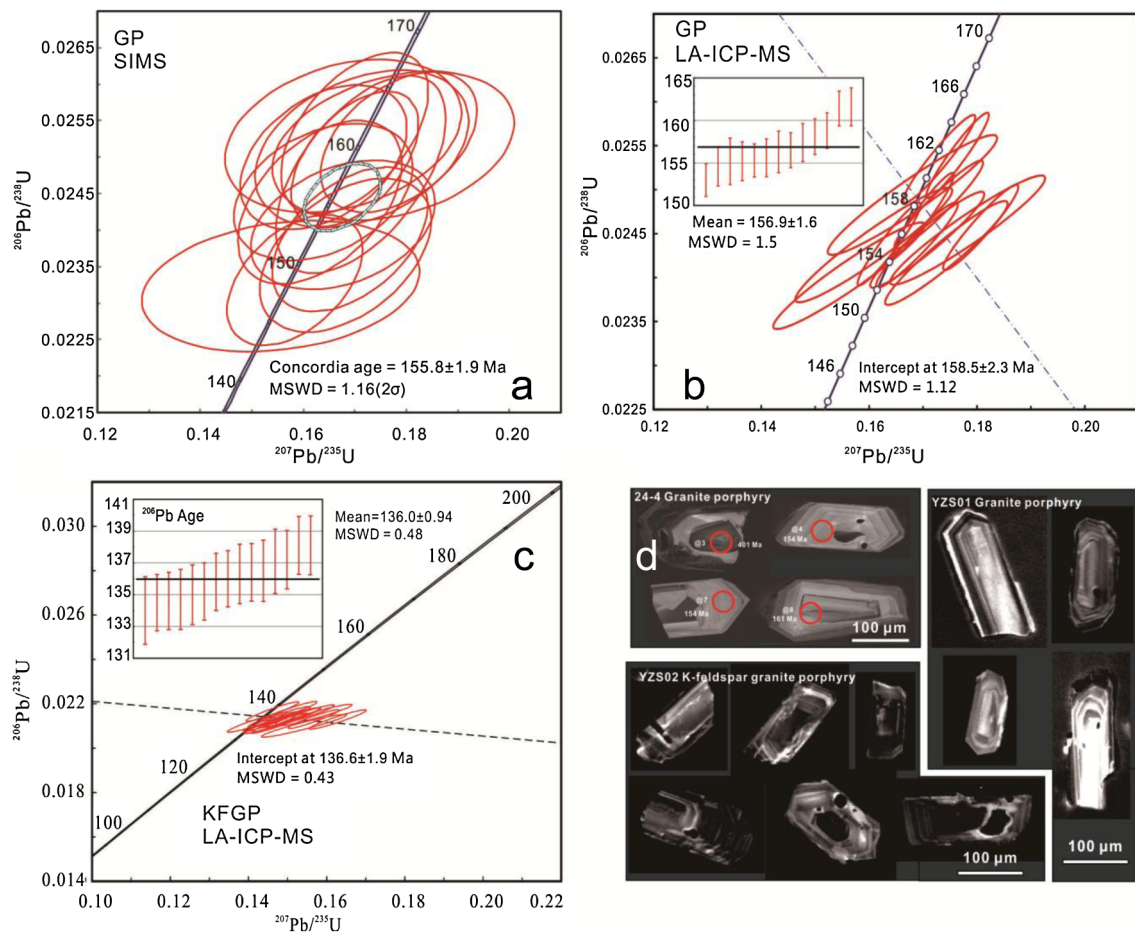 a
GP
SIMS
0.0265
0.0255
0.0245
0.0235
0.0225
0.0215
170
160
150
140
Concordia age = 155.8±1.9 Ma
MSWD = 1.16(2σ)
0.12
0.14
0.16
0.18
0.20
²⁰⁷Pb/²³⁵U
²⁰⁶Pb/²³⁸U
b
GP
LA-ICP-MS
0.0265
0.0255
0.0245
0.0235
0.0225
165
160
155
150
Mean = 156.9±1.6
MSWD = 1.5
170
166
162
158
154
150
146
Intercept at 158.5±2.3 Ma
MSWD = 1.12
0.12
0.14
0.16
0.18
0.20
²⁰⁷Pb/²³⁵U
²⁰⁶Pb/²³⁸U
c
0.030
0.026
0.022
0.018
0.014
141
139
137
135
133
131
²⁰⁶Pb Age
Mean=136.0±0.94
MSWD = 0.48
200
180
160
140
120
100
Intercept at 136.6±1.9 Ma
MSWD = 0.43
KFGP
LA-ICP-MS
0.10
0.12
0.14
0.16
0.18
0.20
0.22
²⁰⁷Pb/²³⁵U
²⁰⁶Pb/²³⁸U
d
24-4 Granite porphyry
@3
401 Ma
@4
154 Ma
@7
154 Ma
@8
161 Ma
100 μm
YZS01 Granite porphyry
100 μm
YZS02 K-feldspar granite porphyry
100 μm